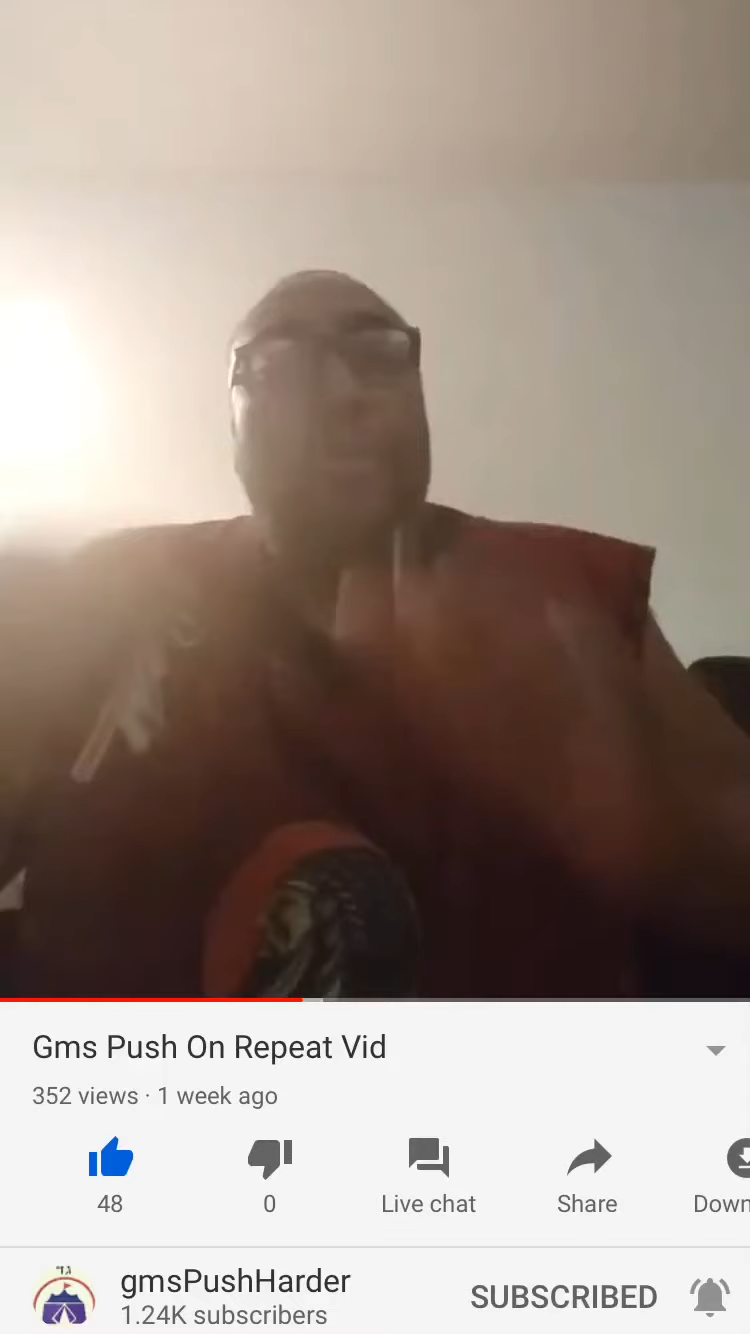 Gms Push On Repeat Vid
352 views · 1 week ago
48
0
Live chat
Share
Down
גד
gmsPushHarder
1.24K subscribers
SUBSCRIBED